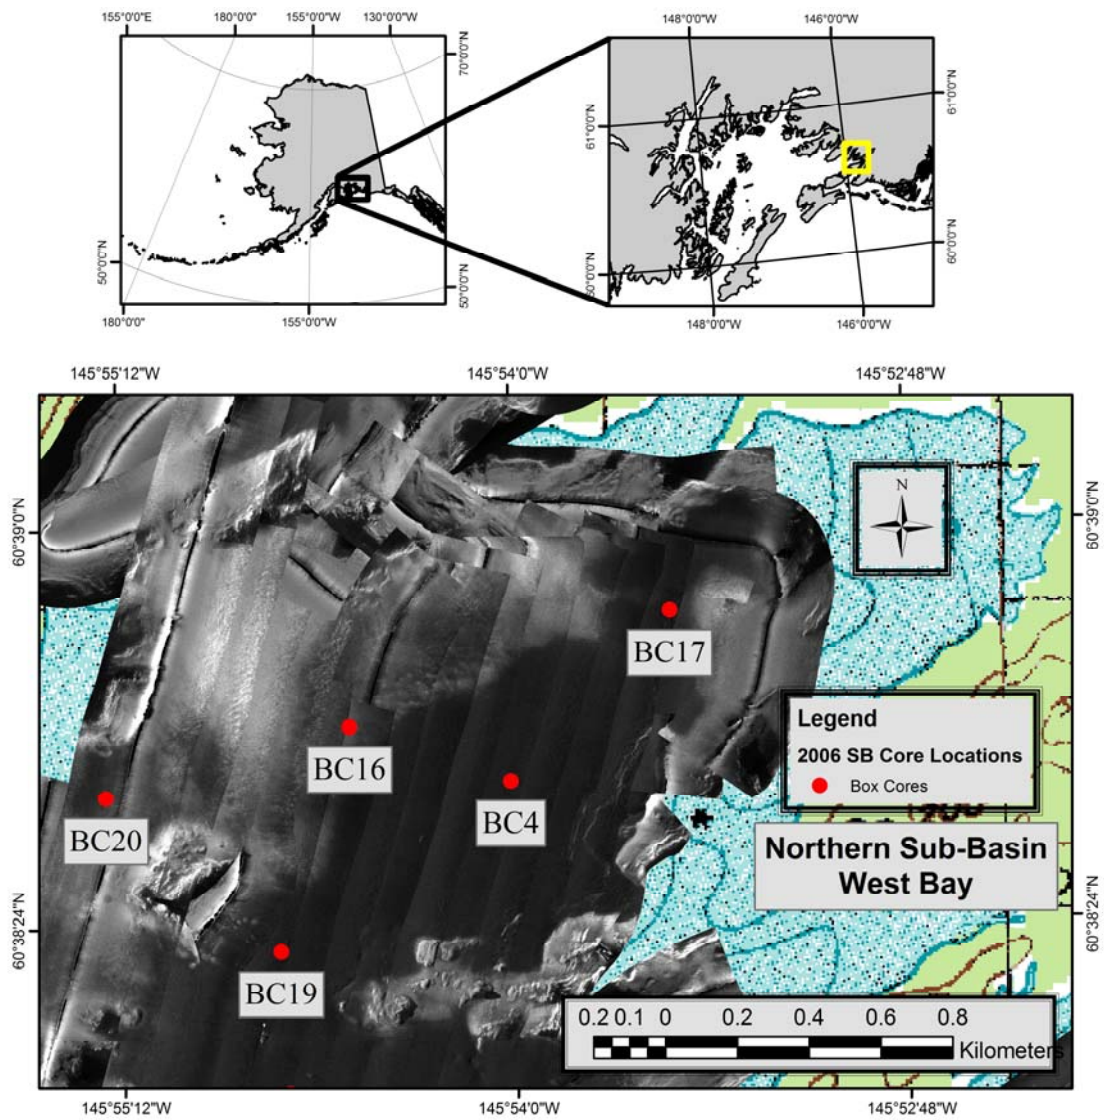 155°0'0"E 180°0'0" 155°0'0"W 130°0'0"W
70°0'0"N
50°0'0"N
50°0'0"N
180°0'0" 155°0'0"W
148°0'0"W 146°0'0"W
61°0'0"N
61°0'0"N
60°0'0"N
60°0'0"N
148°0'0"W 146°0'0"W
145°55'12"W 145°54'0"W 145°52'48"W
60°39'0"N
60°39'0"N
N
BC17
BC16
BC4
BC20
BC19
Legend
2006 SB Core Locations
Box Cores
Northern Sub-Basin
West Bay
60°38'24"N
60°38'24"N
0.2 0.1 0 0.2 0.4 0.6 0.8
Kilometers
145°55'12"W 145°54'0"W 145°52'48"W